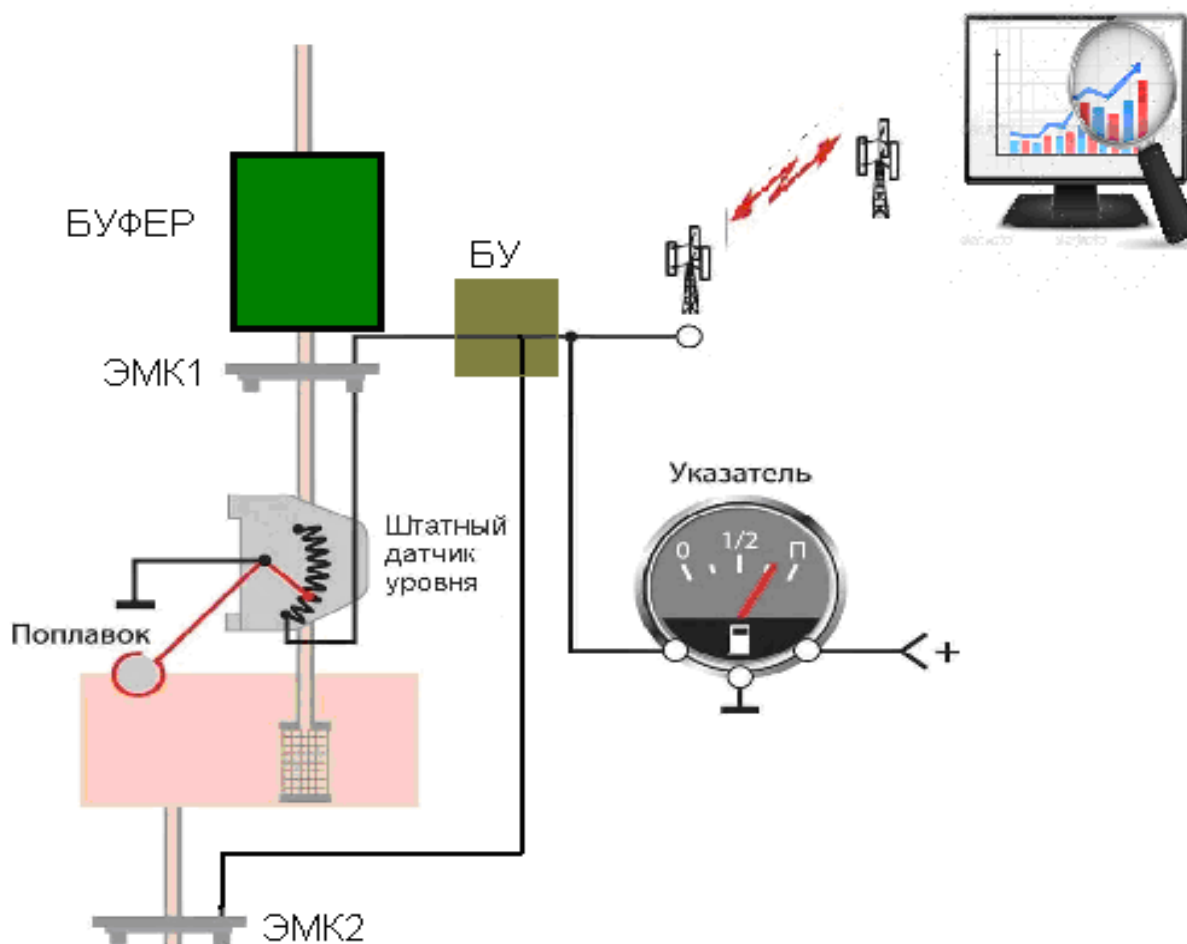 БУФЕР
БУ
ЭМК1
Указатель
0 1/2 П
Штатный
датчик
уровня
Поплавок
+
ЭМК2